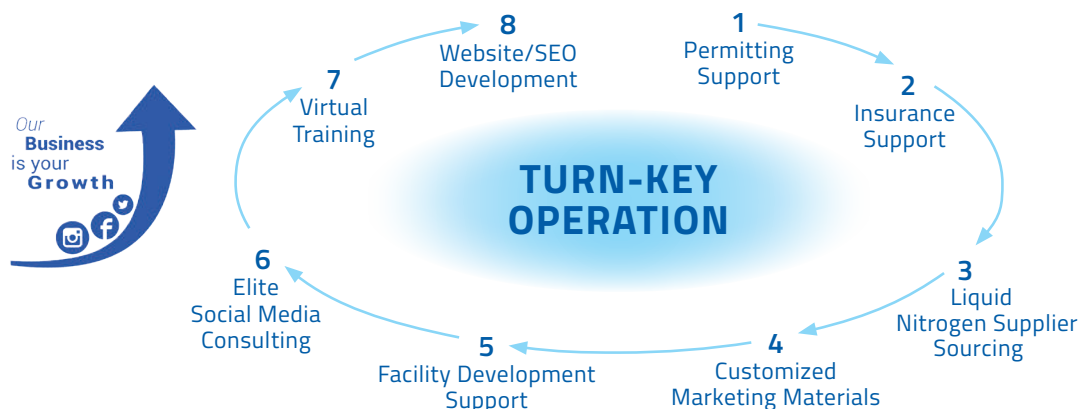 Our
Business
is your
Growth
TURN-KEY
OPERATION
1
Permitting
Support
2
Insurance
Support
3
Liquid
Nitrogen Supplier
Sourcing
4
Customized
Marketing Materials
5
Facility Development
Support
6
Elite
Social Media
Consulting
7
Virtual
Training
8
Website/SEO
Development